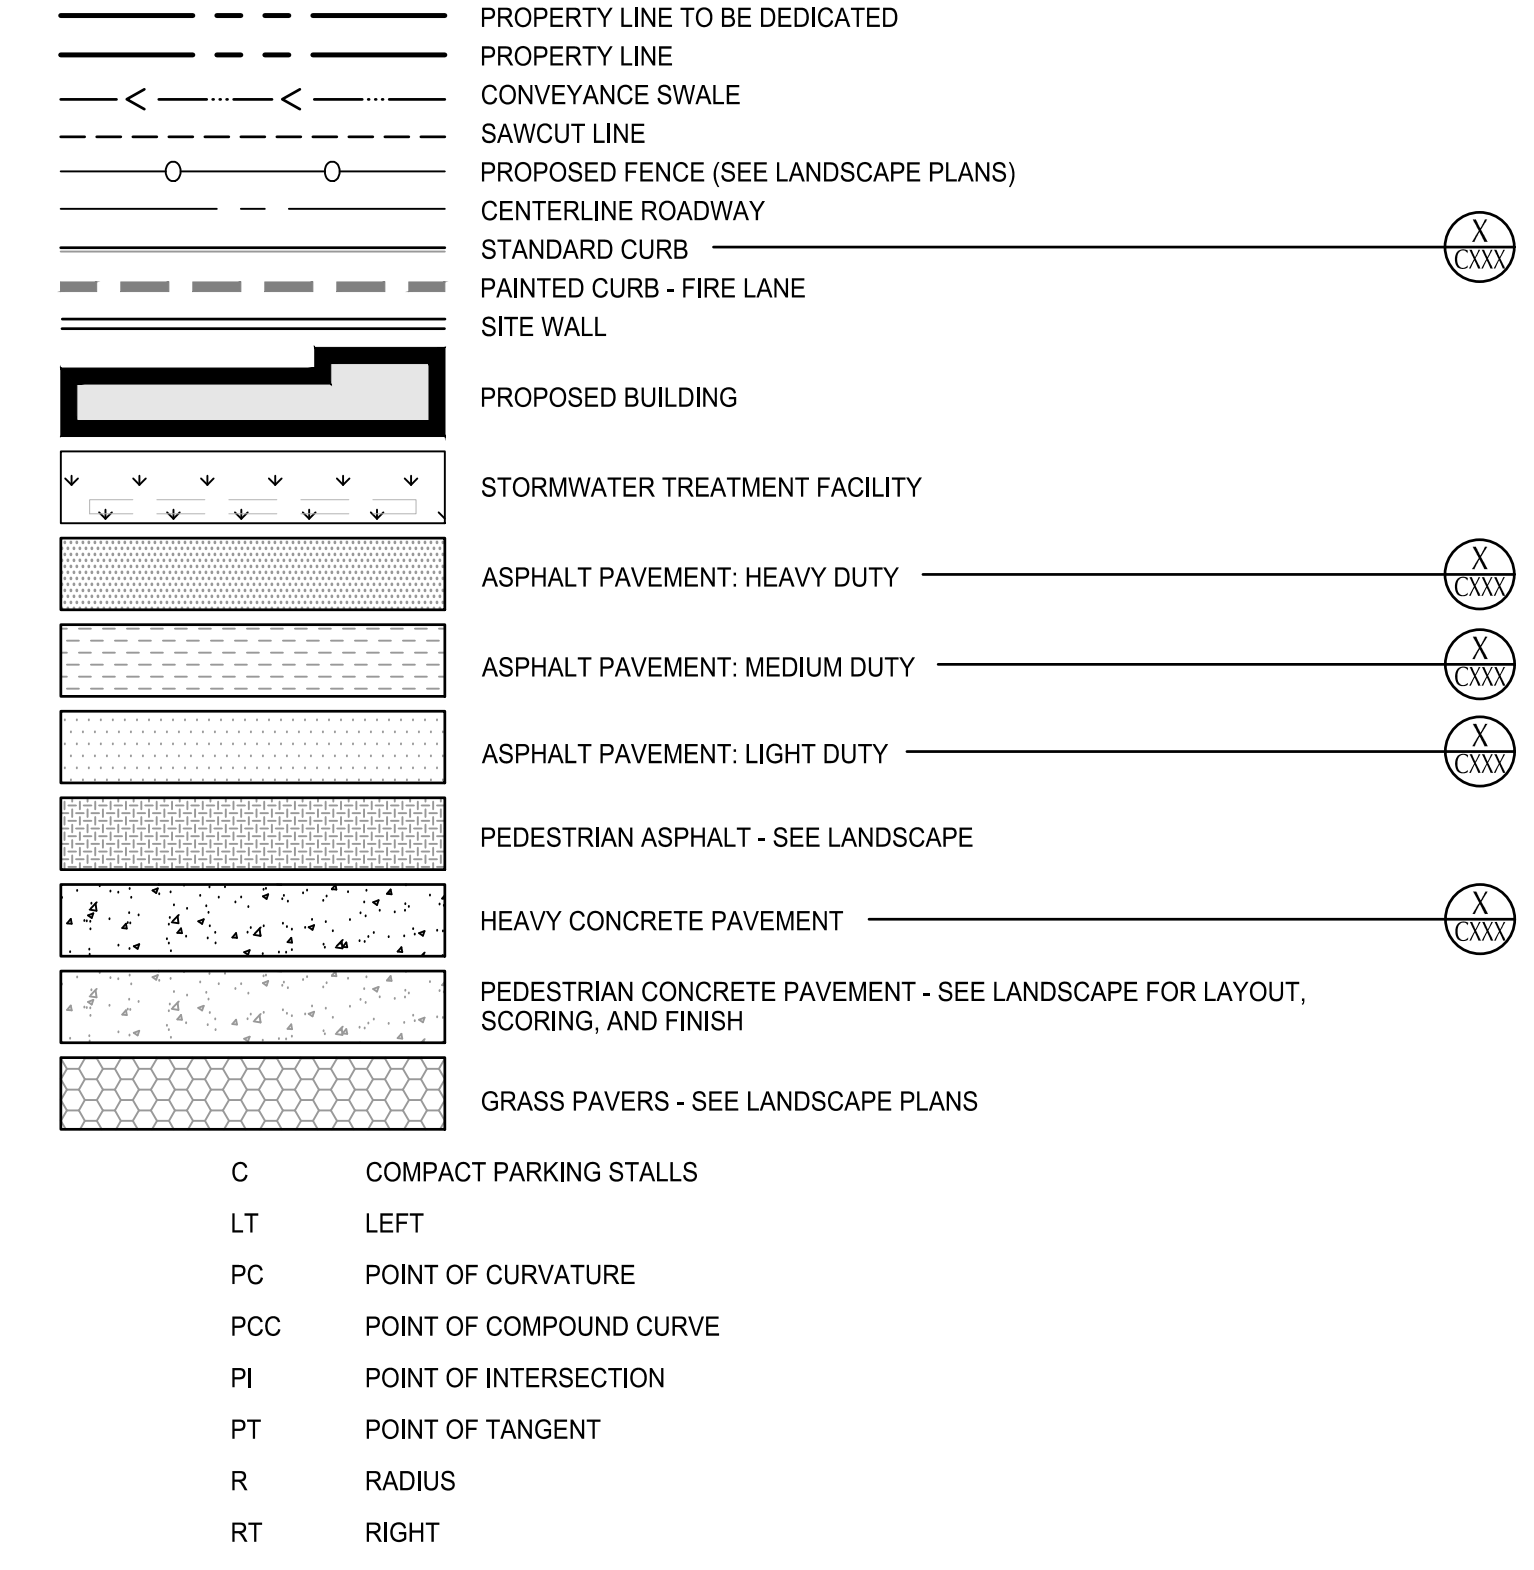 PROPERTY LINE TO BE DEDICATED
PROPERTY LINE
CONVEYANCE SWALE
SAWCUT LINE
PROPOSED FENCE (SEE LANDSCAPE PLANS)
CENTERLINE ROADWAY
STANDARD CURB
X
CXXX
PAINTED CURB - FIRE LANE
SITE WALL
PROPOSED BUILDING
STORMWATER TREATMENT FACILITY
ASPHALT PAVEMENT: HEAVY DUTY
X
CXXX
ASPHALT PAVEMENT: MEDIUM DUTY
X
CXXX
ASPHALT PAVEMENT: LIGHT DUTY
X
CXXX
PEDESTRIAN ASPHALT - SEE LANDSCAPE
HEAVY CONCRETE PAVEMENT
X
CXXX
PEDESTRIAN CONCRETE PAVEMENT - SEE LANDSCAPE FOR LAYOUT,
SCORING, AND FINISH
GRASS PAVERS - SEE LANDSCAPE PLANS
C COMPACT PARKING STALLS
LT LEFT
PC POINT OF CURVATURE
PCC POINT OF COMPOUND CURVE
PI POINT OF INTERSECTION
PT POINT OF TANGENT
R RADIUS
RT RIGHT